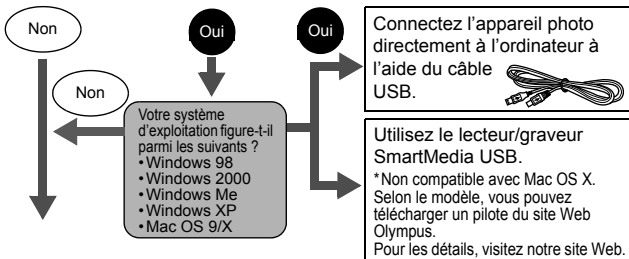 Non
Oui
Oui
Non
Votre système
d'exploitation figure-t-il
parmi les suivants ?
•Windows 98
•Windows 2000
•Windows Me
•Windows XP
•Mac OS 9/X
Connectez l'appareil photo
directement à l'ordinateur à
l'aide du câble
USB.
Utilisez le lecteur/graveur
SmartMedia USB.
*Non compatible avec Mac OS X.
Selon le modèle, vous pouvez
télécharger un pilote du site Web
Olympus.
Pour les détails, visitez notre site Web.